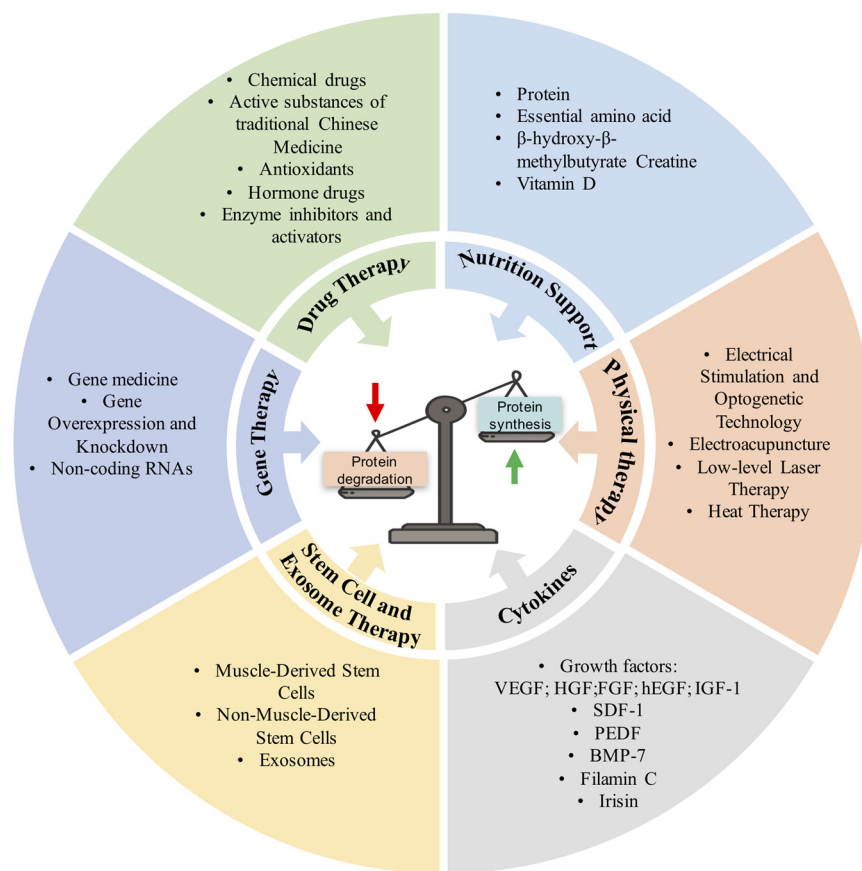 • Chemical drugs
• Active substances of
traditional Chinese
Medicine
• Antioxidants
• Hormone drugs
• Enzyme inhibitors and
activators
• Protein
• Essential amino acid
• β-hydroxy-β-
methylbutyrate Creatine
• Vitamin D
Drug Therapy
Nutrition Support
• Gene medicine
• Gene
Overexpression and
Knockdown
• Non-coding RNAs
Gene Therapy
Protein
degradation
Protein
synthesis
Physical therapy
• Electrical
Stimulation and
Optogenetic
Technology
• Electroacupuncture
• Low-level Laser
Therapy
• Heat Therapy
Stem Cell and
Exosome Therapy
Cytokines
• Muscle-Derived Stem
Cells
• Non-Muscle-Derived
Stem Cells
• Exosomes
• Growth factors:
VEGF; HGF;FGF; hEGF; IGF-1
• SDF-1
• PEDF
• BMP-7
• Filamin C
• Irisin